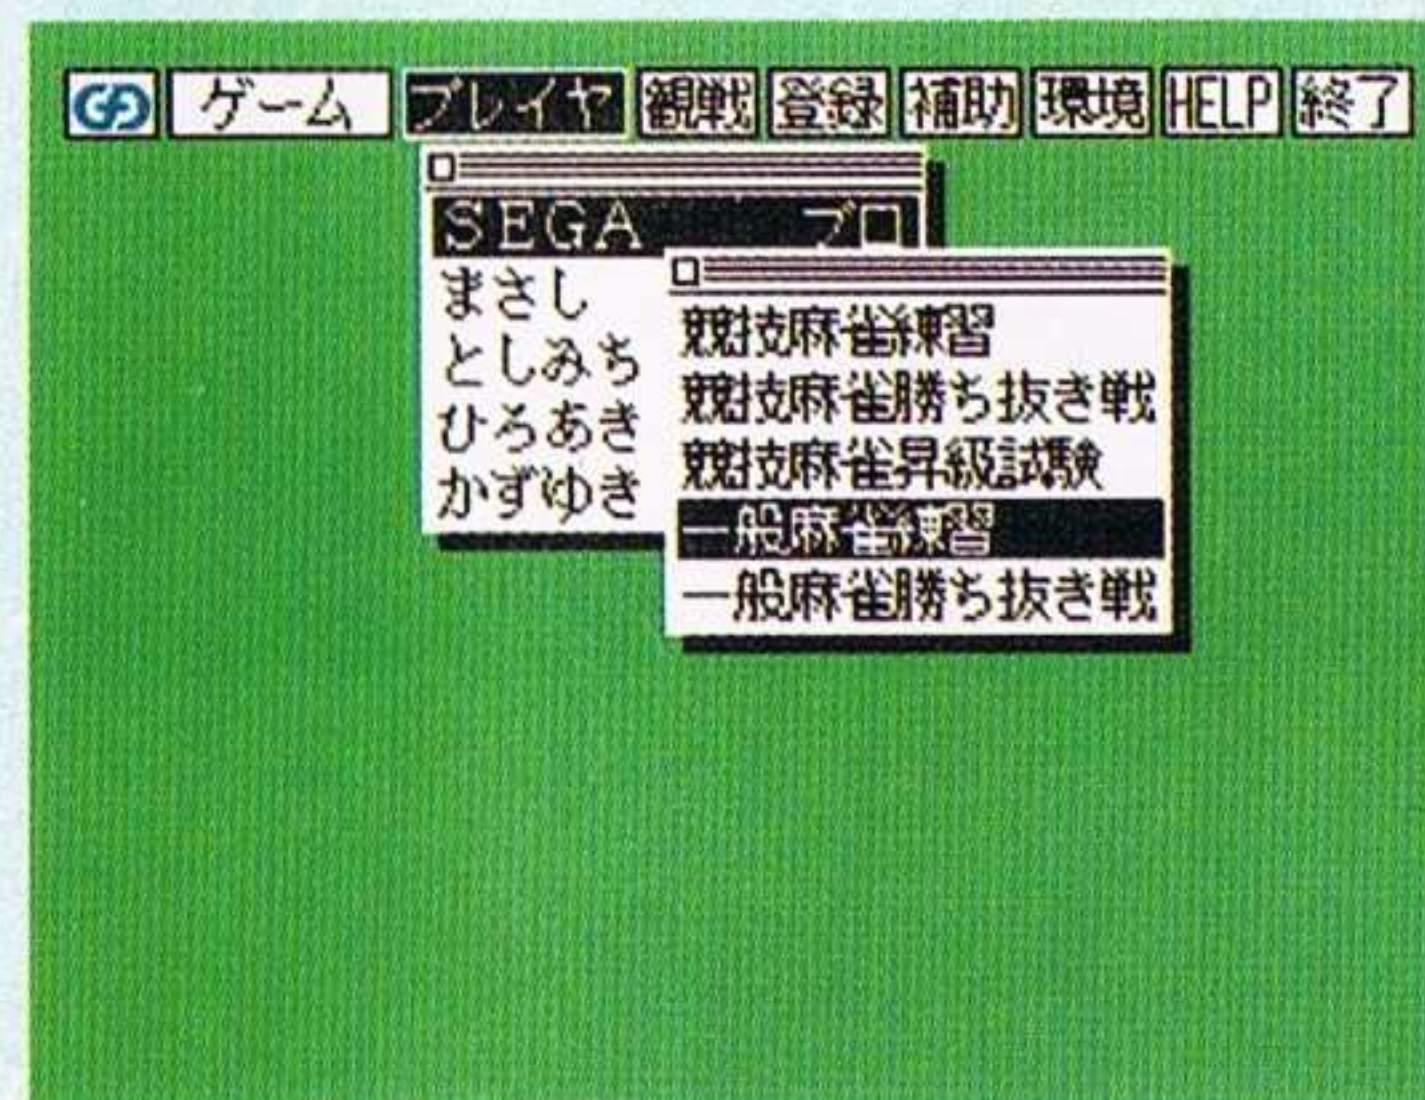 ゲーム プレイヤ 観戦 登録 補助 環境 HELP 終了
SEGA プロ
まさし
としみち
ひろあき
かずゆき
競技麻雀練習
競技麻雀勝ち抜き戦
競技麻雀昇級試験
一般麻雀練習
一般麻雀勝ち抜き戦